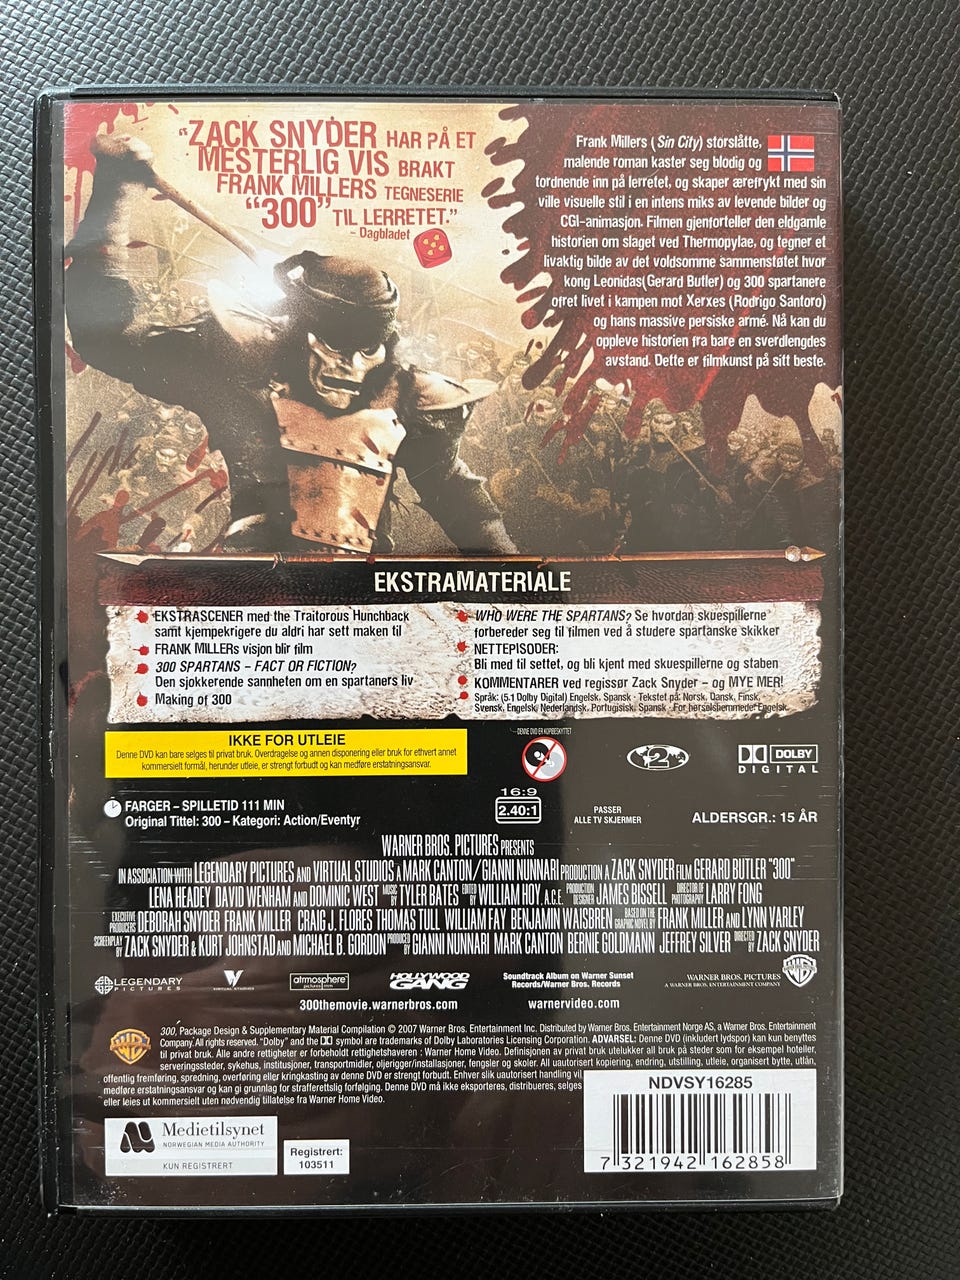 “ZACK SNYDER HAR PÅ ET
MESTERLIG VIS BRAKT
FRANK MILLERS TEGNESERIE
“300” TIL LERRETET.”
– Dagbladet
Frank Millers (Sin City) storslåtte,
malende roman kaster seg blodig og
tordnende inn på lerretet, og skaper ærefrykt med sin
ville visuelle stil i en intens miks av levende bilder og
CGI-animasjon. Filmen gjenforteller den eldgamle
historien om slaget ved Thermopylae, og tegner et
livaktig bilde av det voldsomme sammenstøtet hvor
kong Leonidas(Gerard Butler) og 300 spartanere
ofret livet i kampen mot Xerxes (Rodrigo Santoro)
og hans massive persiske armé. Nå kan du
oppleve historien fra bare en sverdlengdes
avstand. Dette er filmkunst på sitt beste.
EKSTRAMATERIALE
EKSTRASCENER med the Traitorous Hunchback
samt kjempekrigere du aldri har sett maken til
FRANK MILLERs visjon blir film
300 SPARTANS – FACT OR FICTION?
Den sjokkerende sannheten om en spartaners liv
Making of 300
WHO WERE THE SPARTANS? Se hvordan skuespillerne
forbereder seg til filmen ved å studere spartanske skikker
NETTEPISODER:
Bli med til settet, og bli kjent med skuespillerne og staben
KOMMENTARER ved regissør Zack Snyder – og MYE MER!
Språk: (5.1 Dolby Digital) Engelsk, Spansk · Tekstet på: Norsk, Dansk, Finsk,
Svensk, Engelsk, Nederlandsk, Portugisisk, Spansk · For hørselshemmede: Engelsk.
IKKE FOR UTLEIE
Denne DVD kan bare selges til privat bruk. Overdragelse og annen disponering eller bruk for ethvert annet
kommersielt formål, herunder utleie, er strengt forbudt og kan medføre erstatningsansvar.
DENNE DVD ER KOPIBESKYTTET
2
DOLBY
DIGITAL
FARGER – SPILLETID 111 MIN
Original Tittel: 300 – Kategori: Action/Eventyr
16:9
2.40:1
PASSER
ALLE TV SKJERMER
ALDERSGR.: 15 ÅR
WARNER BROS. PICTURES PRESENTS
IN ASSOCIATION WITH LEGENDARY PICTURES AND VIRTUAL STUDIOS A MARK CANTON/GIANNI NUNNARI PRODUCTION A ZACK SNYDER FILM GERARD BUTLER "300"
LENA HEADEY DAVID WENHAM AND DOMINIC WEST MUSIC BY TYLER BATES EDITED BY WILLIAM HOY, A.C.E. PRODUCTION DESIGNER JAMES BISSELL DIRECTOR OF PHOTOGRAPHY LARRY FONG
EXECUTIVE PRODUCERS DEBORAH SNYDER FRANK MILLER CRAIG J. FLORES THOMAS TULL WILLIAM FAY BENJAMIN WAISBREN BASED ON THE GRAPHIC NOVEL BY FRANK MILLER AND LYNN VARLEY
SCREENPLAY BY ZACK SNYDER & KURT JOHNSTAD AND MICHAEL B. GORDON PRODUCED BY GIANNI NUNNARI MARK CANTON BERNIE GOLDMANN JEFFREY SILVER DIRECTED BY ZACK SNYDER
LEGENDARY
PICTURES
VIRTUAL STUDIOS
atmosphere
pictures
HOLLYWOOD
GANG
Soundtrack Album on Warner Sunset
Records/Warner Bros. Records
WARNER BROS. PICTURES
A WARNER BROS. ENTERTAINMENT COMPANY
300themovie.warnerbros.com
warnervideo.com
300, Package Design & Supplementary Material Compilation © 2007 Warner Bros. Entertainment Inc. Distributed by Warner Bros. Entertainment Norge AS, a Warner Bros. Entertainment
Company. All rights reserved. "Dolby" and the DD symbol are trademarks of Dolby Laboratories Licensing Corporation. ADVARSEL: Denne DVD (inkludert lydspor) kan kun benyttes
til privat bruk. Alle andre rettigheter er forbeholdt rettighetshaveren : Warner Home Video. Definisjonen av privat bruk utelukker all bruk på steder som for eksempel hoteller,
serveringssteder, sykehus, institusjoner, transportmidler, oljerigger/installasjoner, fengsler og skoler. All uautorisert kopiering, endring, utstilling, utleie, organisert bytte, utlån,
offentlig fremføring, spredning, overføring eller kringkasting av denne DVD er strengt forbudt. Enhver slik uautorisert handling vil
medføre erstatningsansvar og kan gi grunnlag for strafferettslig forfølging. Denne DVD må ikke eksporteres, distribueres, selges
eller leies ut kommersielt uten nødvendig tillatelse fra Warner Home Video.
Medietilsynet
NORWEGIAN MEDIA AUTHORITY
KUN REGISTRERT
Registrert:
103511
NDVSY16285
7 321942 162858